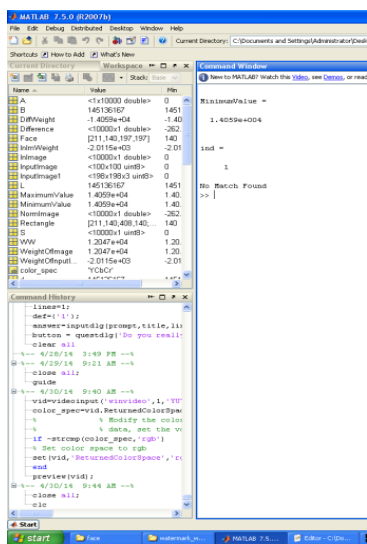 MATLAB 7.5.0 (R2007b)
File Edit Debug Distributed Desktop Window Help
Current Directory: C:\Documents and Settings\Administrator\Desk
Shortcuts How to Add What's New
Current Directory Workspace
Stack: Base
Name Value Min
A <1x10000 double> 0
DiffWeight -1.4059e+04 -1.40
Difference <10000x1 double> -262.
Face [211,140,197,197] 140
InImWeight -2.0115e+03 -2.01
InImage <10000x1 double> 0
InputImage <100x100 uint8> 0
InputImage1 <198x198x3 uint8> 0
L 145136167 1451
MaximumValue 1.4059e+04 1.40.
MinimumValue 1.4059e+04 1.40.
NormImage <10000x1 double> -262.
Rectangle [211,140;408,140;... 140
S <10000x1 uint8> 0
WW 1.2047e+04 1.20.
WeightOfImage 1.2047e+04 1.20.
WeightOfInputI... -2.0115e+03 -2.01
color_spec 'YCbCr'
Command History
lines=1;
def={'1'};
answer=inputdlg(prompt,title,lin
button = questdlg('Do you reall
clear all
%-- 4/28/14 3:49 PM --%
%-- 4/29/14 9:21 AM --%
close all;
guide
%-- 4/30/14 9:40 AM --%
vid=videoinput('winvideo',1,'YU
color_spec=vid.ReturnedColorSpa
% % Modify the colo
% % data, set the v
if ~strcmp(color_spec,'rgb')
% Set color space to rgb
set(vid,'ReturnedColorSpace','r
end
preview(vid);
%-- 4/30/14 9:44 AM --%
close all;
clc
Command Window
New to MATLAB? Watch this Video, see Demos, or read
MinimumValue =
1.4059e+004
ind =
1
No Match Found
>>
Start
start face watermark_w... MATLAB 7.5.... Editor - C:\Do...